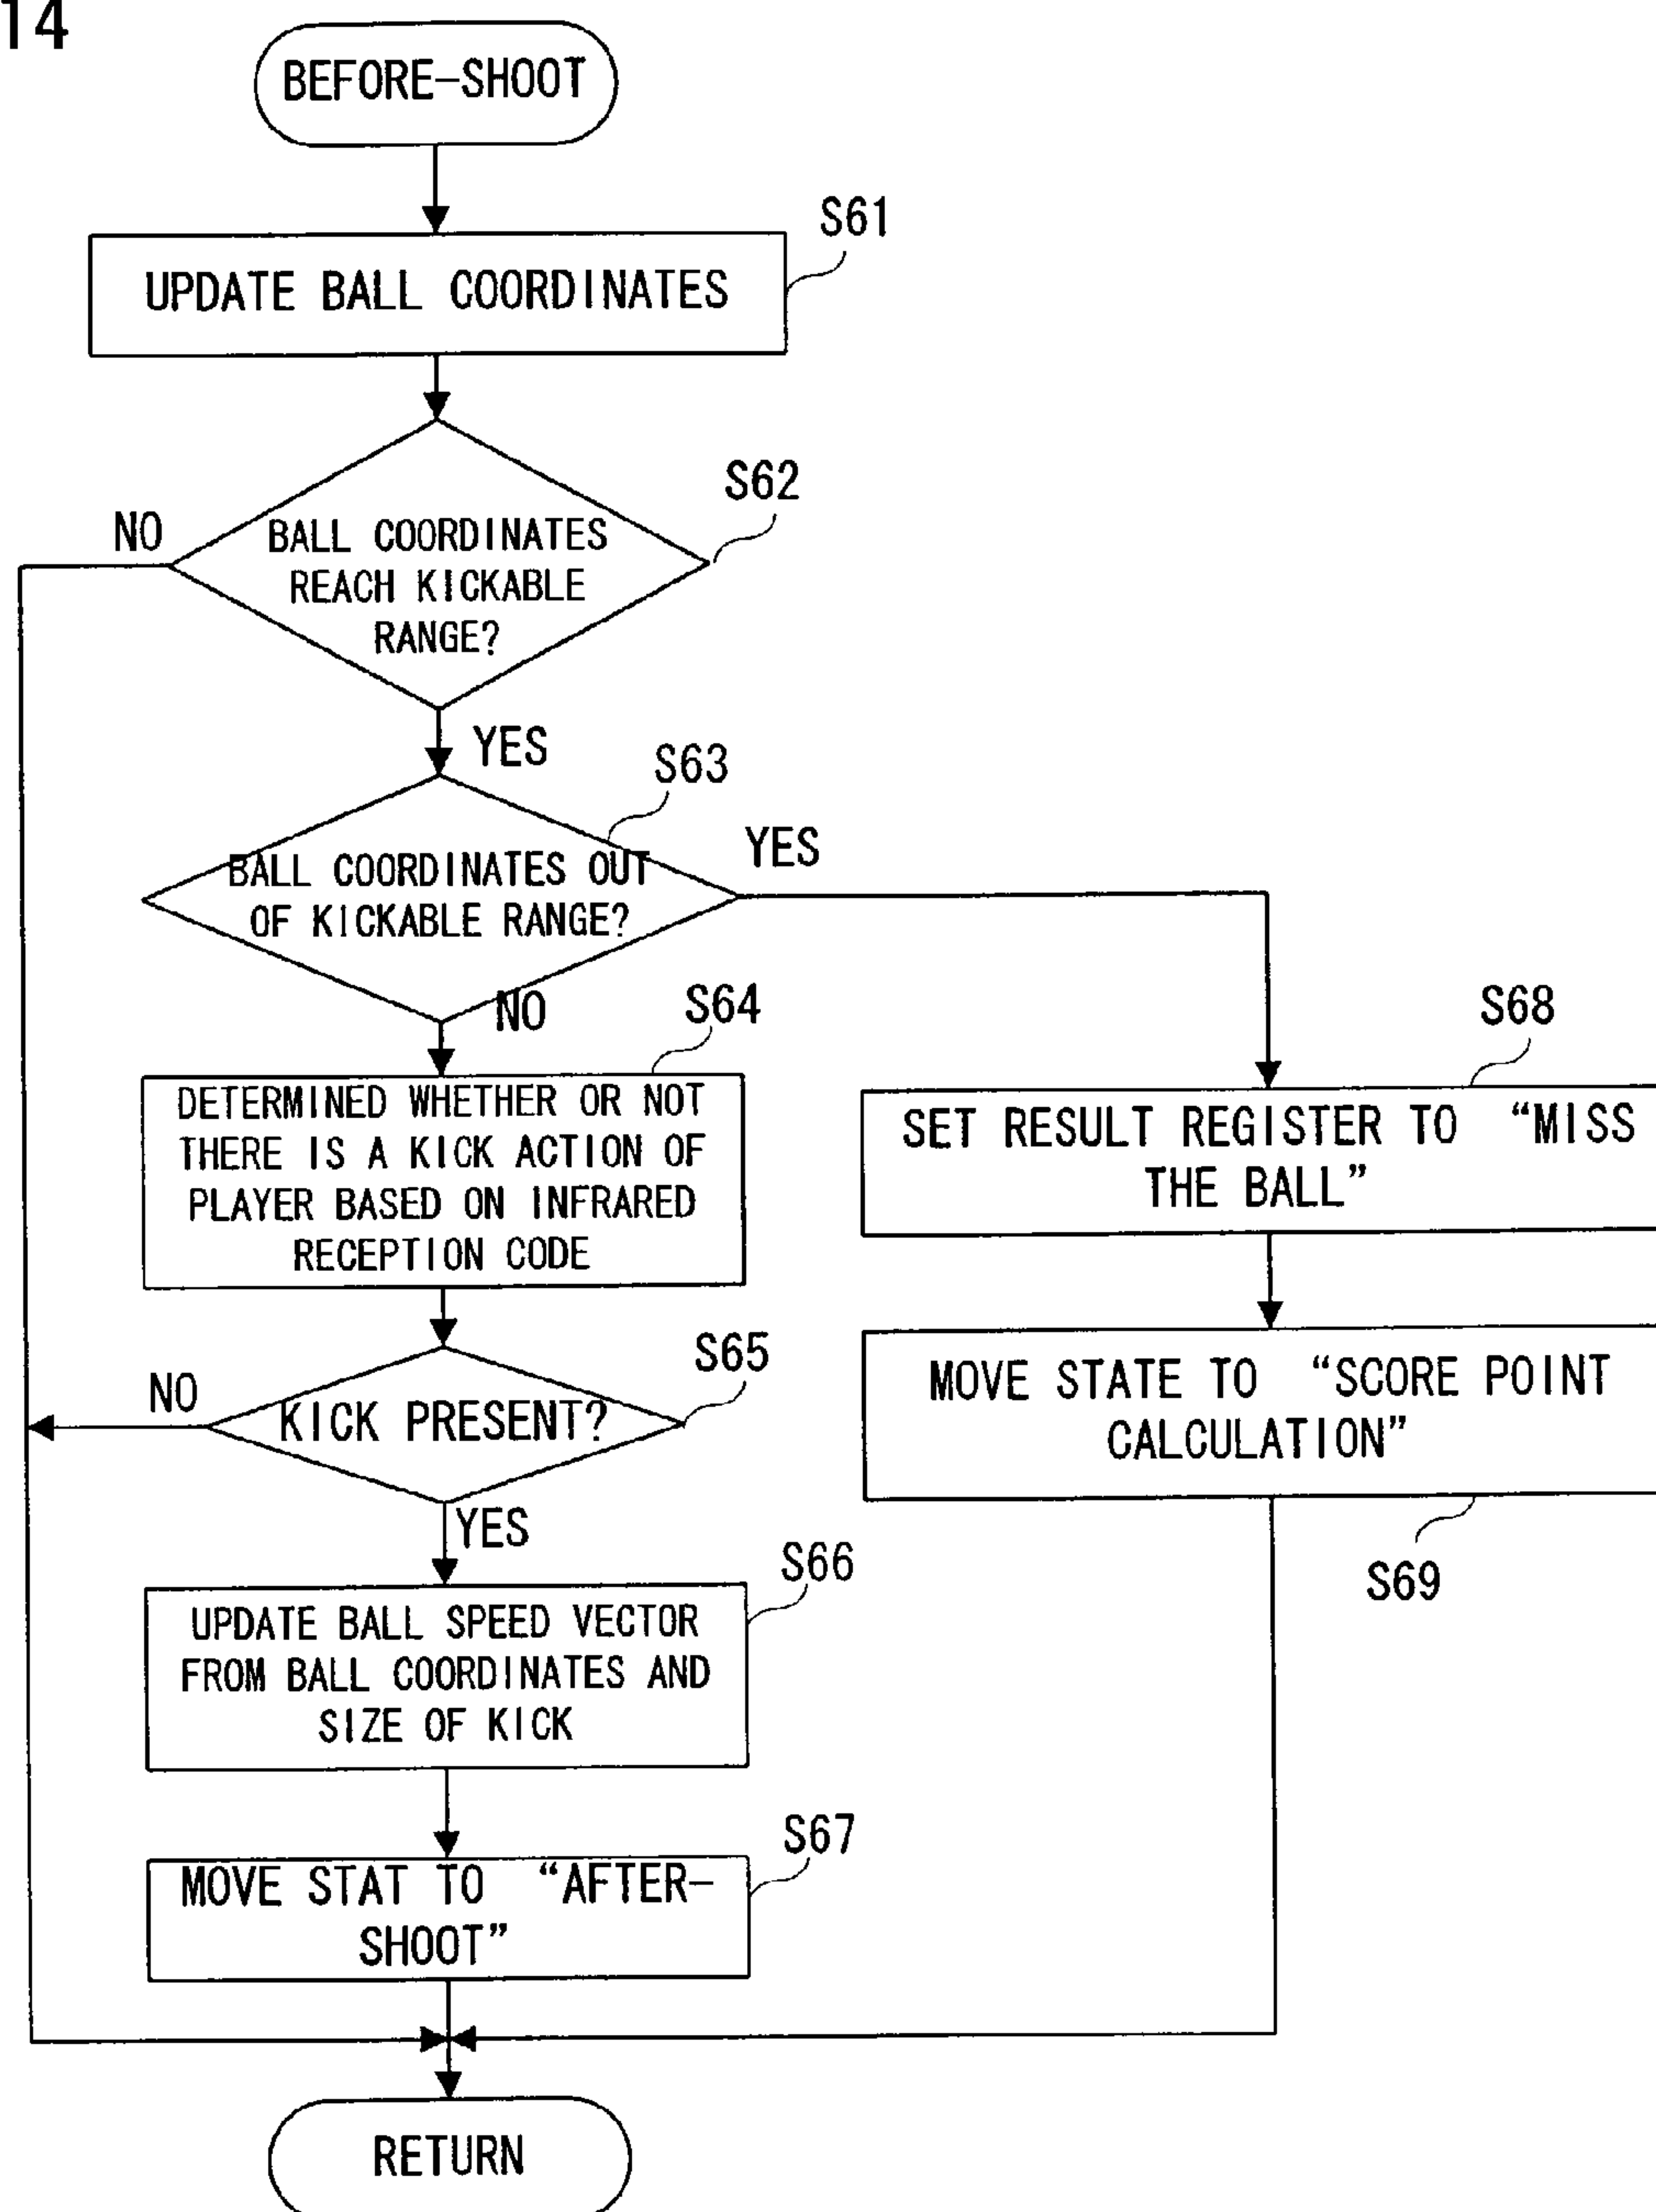 14
BEFORE-SHOOT
S61
UPDATE BALL COORDINATES
S62
NO
BALL COORDINATES
REACH KICKABLE
RANGE?
YES
S63
YES
BALL COORDINATES OUT
OF KICKABLE RANGE?
NO
S64
DETERMINED WHETHER OR NOT
THERE IS A KICK ACTION OF
PLAYER BASED ON INFRARED
RECEPTION CODE
S68
SET RESULT REGISTER TO “MISS
THE BALL”
S65
NO
KICK PRESENT?
YES
MOVE STATE TO “SCORE POINT
CALCULATION”
S69
S66
UPDATE BALL SPEED VECTOR
FROM BALL COORDINATES AND
SIZE OF KICK
S67
MOVE STAT TO “AFTER-
SHOOT”
RETURN